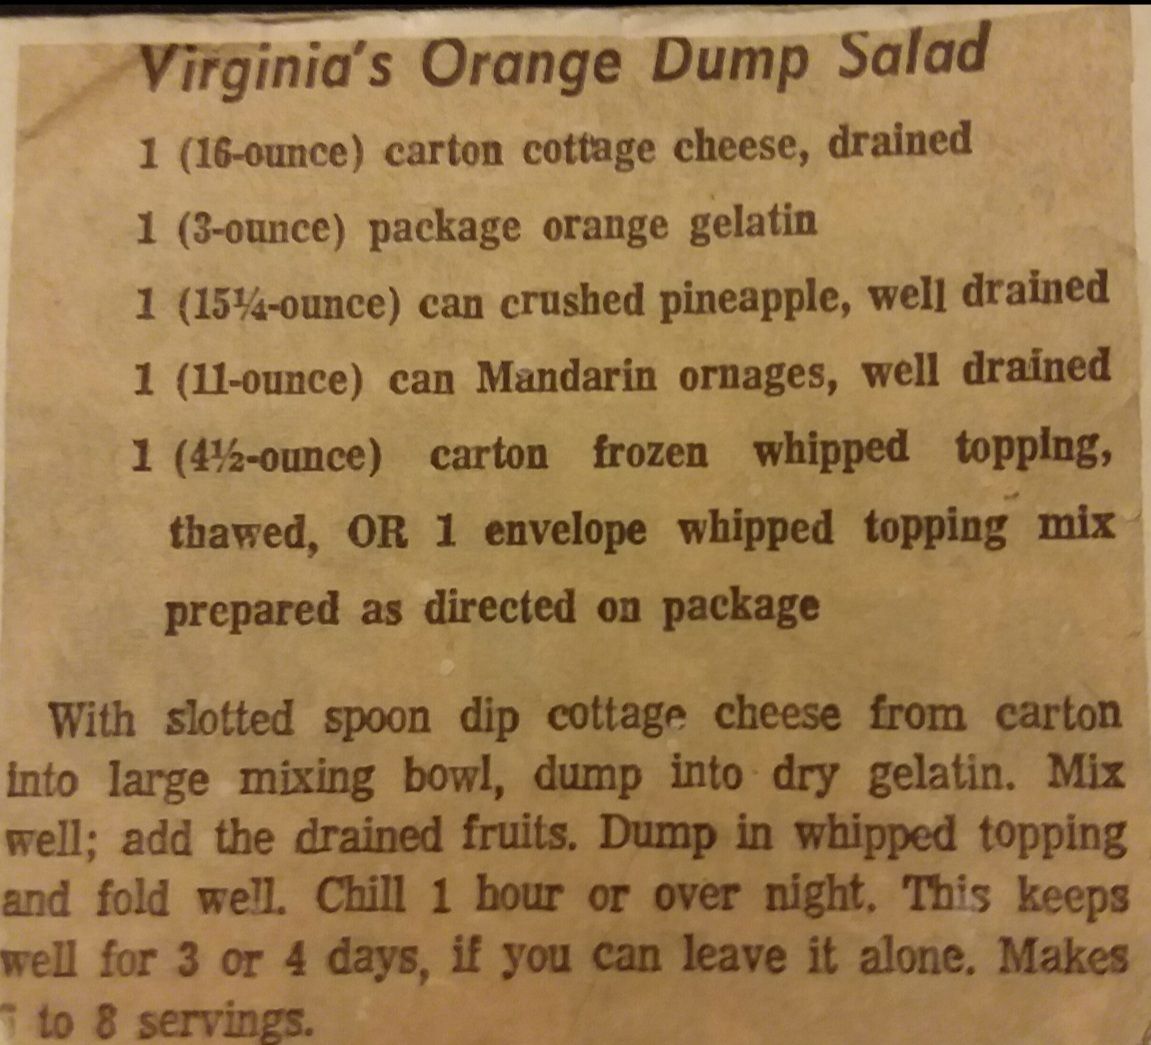 Virginia's Orange Dump Salad
1 (16-ounce) carton cottage cheese, drained
1 (3-ounce) package orange gelatin
1 (15¼-ounce) can crushed pineapple, well drained
1 (11-ounce) can Mandarin ornages, well drained
1 (4½-ounce) carton frozen whipped topping,
thawed, OR 1 envelope whipped topping mix
prepared as directed on package
With slotted spoon dip cottage cheese from carton
into large mixing bowl, dump into dry gelatin. Mix
well; add the drained fruits. Dump in whipped topping
and fold well. Chill 1 hour or over night. This keeps
well for 3 or 4 days, if you can leave it alone. Makes
to 8 servings.